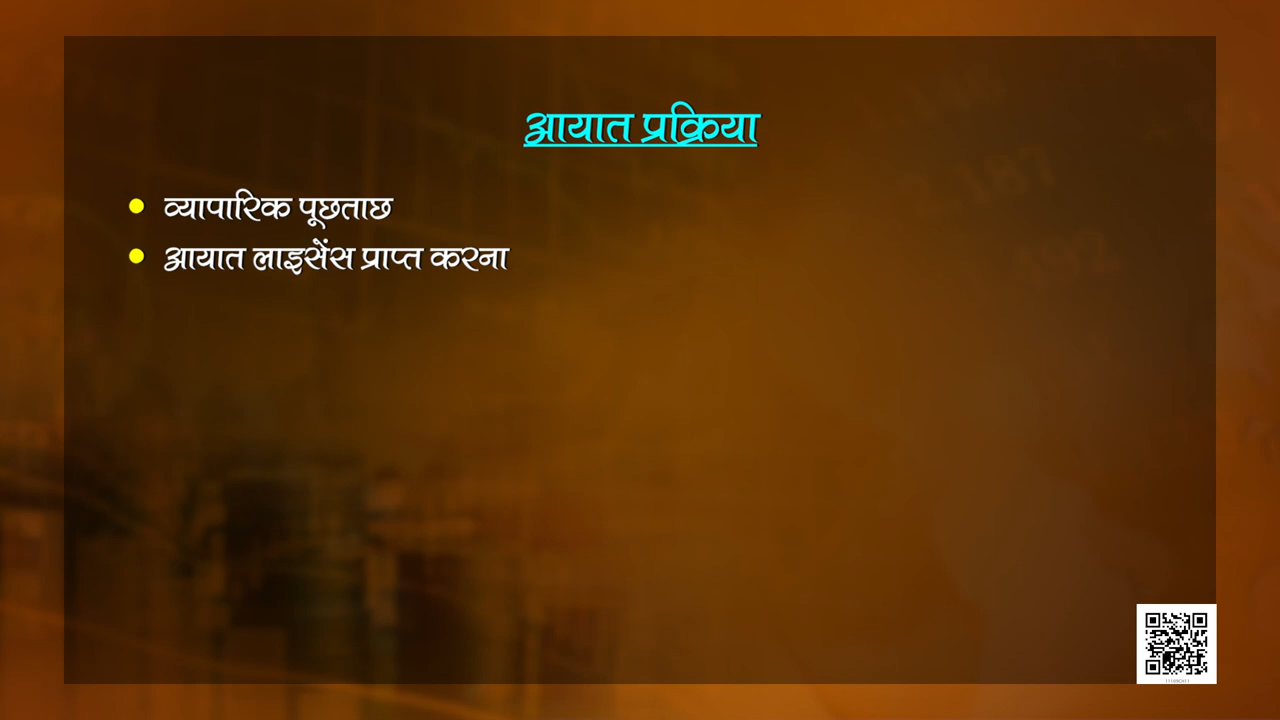 आयात प्रक्रिया
व्यापारिक पूछताछ
आयात लाइसेंस प्राप्त करना